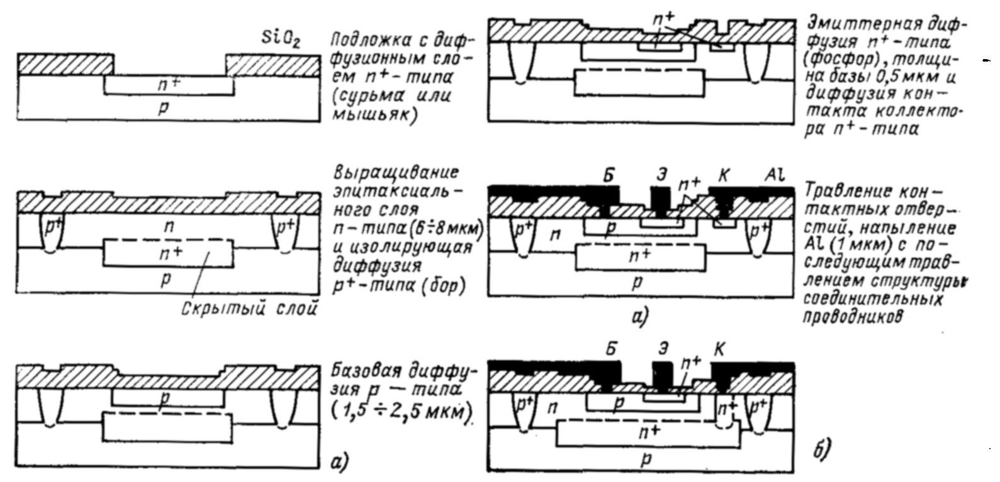 SiO₂
n+
p
Подложка с диф-
фузионным сло-
ем n+-типа
(сурьма или
мышьяк)
p+
n
p+
n+
p
Скрытый слой
Выращивание
эпитаксиаль-
ного слоя
n-типа (6÷8 мкм)
и изолирующая
диффузия
p+-типа (бор)
p
Базовая диффу-
зия p — типа
(1,5÷2,5 мкм)
а)
n+
n+
Эмиттерная диф-
фузия n+-типа
(фосфор), толщи-
на базы 0,5 мкм и
диффузия кон-
такта коллекто-
ра n+-типа
Б Э К Al
n+
p+ n p n+ p+
n+
p
а)
Травление кон-
тактных отвер-
стий, напыление
Al (1 мкм) с по-
следующим трав-
лением структуры
соединительных
проводников
Б Э К
n+
p+ n p n+ p+
n+
p
б)